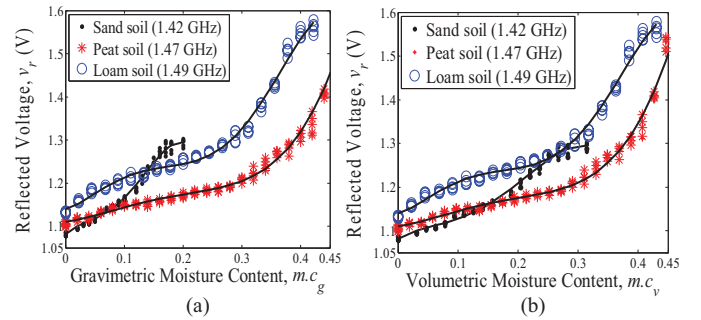 1.6
1.5
1.4
1.3
1.2
1.1
1.05
Reflected Voltage, v_r (V)
Sand soil (1.42 GHz)
Peat soil (1.47 GHz)
Loam soil (1.49 GHz)
0 0.1 0.2 0.3 0.4 0.45
Gravimetric Moisture Content, m.c_g
(a)
1.6
1.5
1.4
1.3
1.2
1.1
1.05
Reflected Voltage, v_r (V)
Sand soil (1.42 GHz)
Peat soil (1.47 GHz)
Loam soil (1.49 GHz)
0 0.1 0.2 0.3 0.4 0.45
Volumetric Moisture Content, m.c_v
(b)